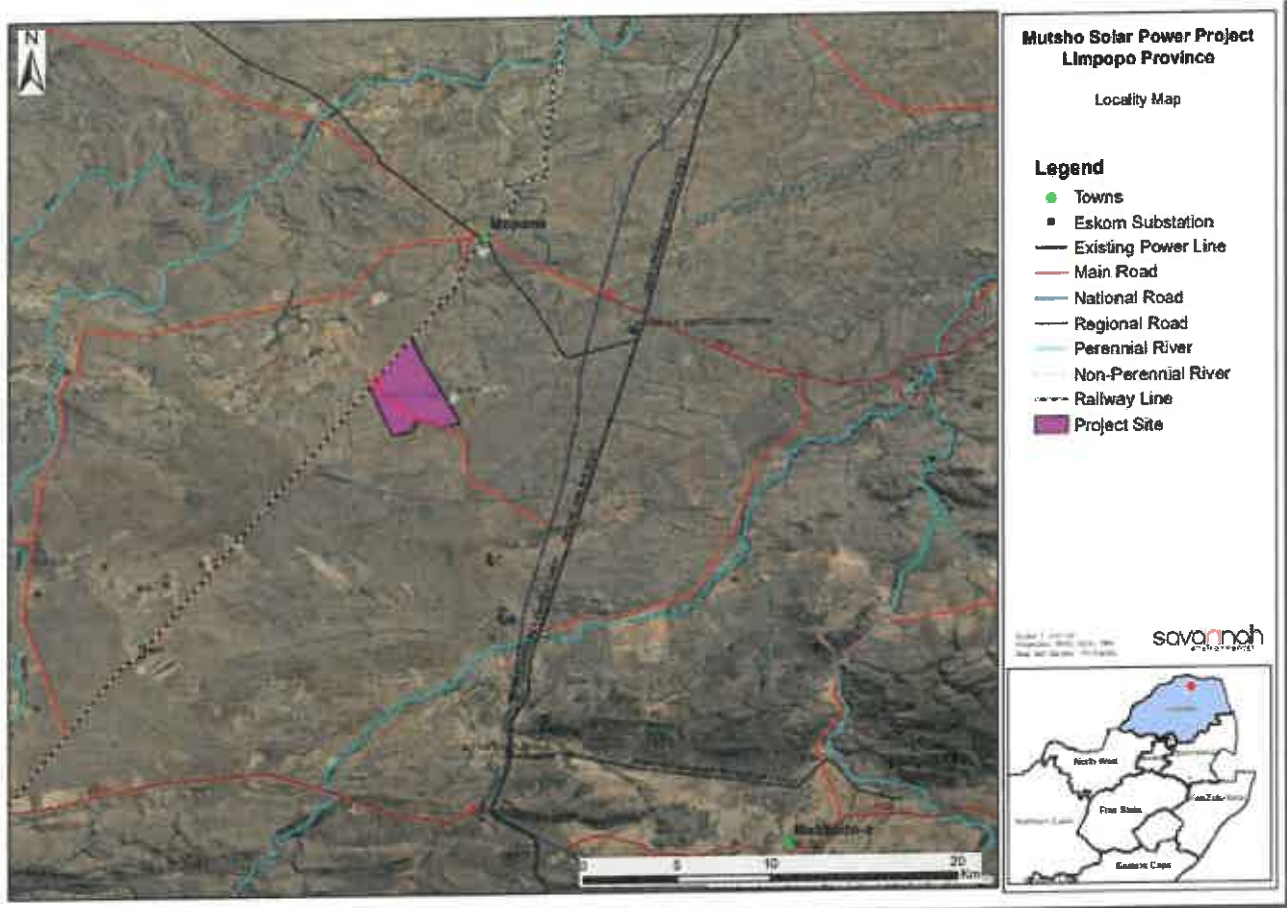 Mutsho Solar Power Project
Limpopo Province
Locality Map
Legend
Towns
Eskom Substation
Existing Power Line
Main Road
National Road
Regional Road
Perennial River
Non-Perennial River
Railway Line
Project Site
N
Mopane
savannah
environmental
North West
Free State
Eastern Cape
0 5 10 20
Km